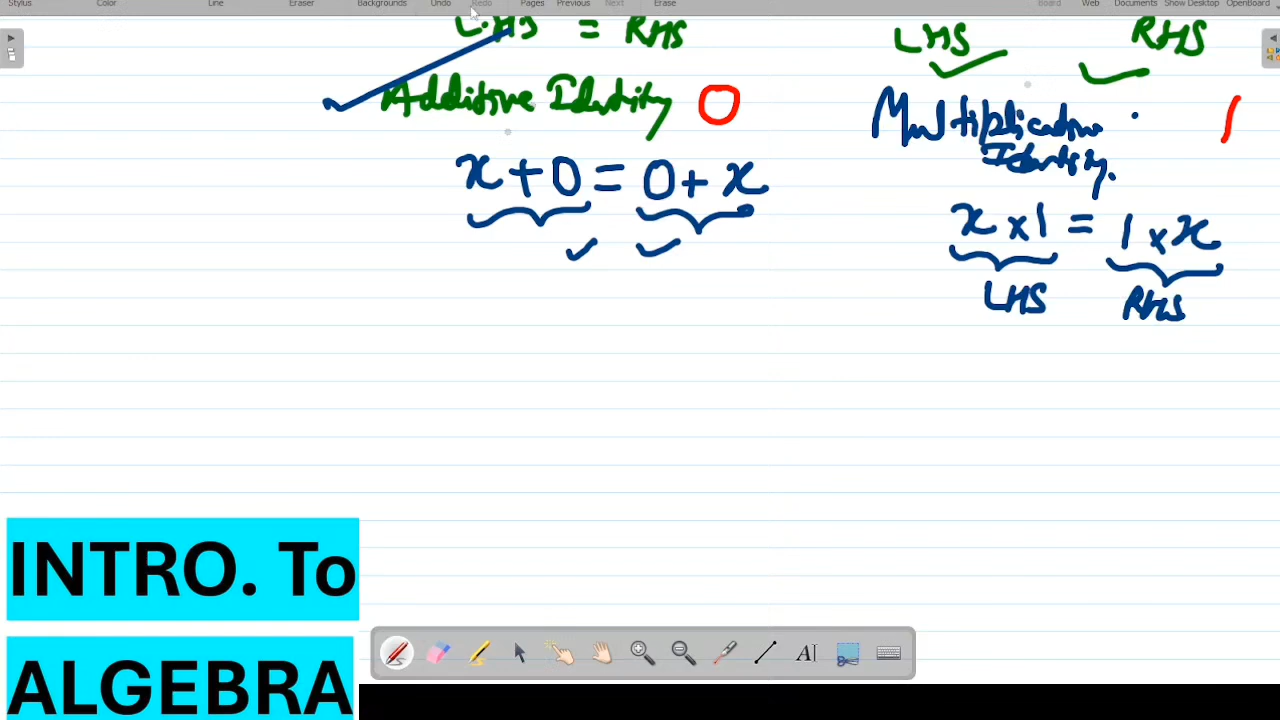 Stylus Color Line Eraser Backgrounds Undo Redo Pages Previous Next Erase Board Web Documents Show Desktop OpenBoard
LHS = RHS
Additive Identity 0
x + 0 = 0 + x
LHS RHS
Multiplicative 1
Identity.
x × 1 = 1 × x
LHS RHS
INTRO. To
ALGEBRA
AI